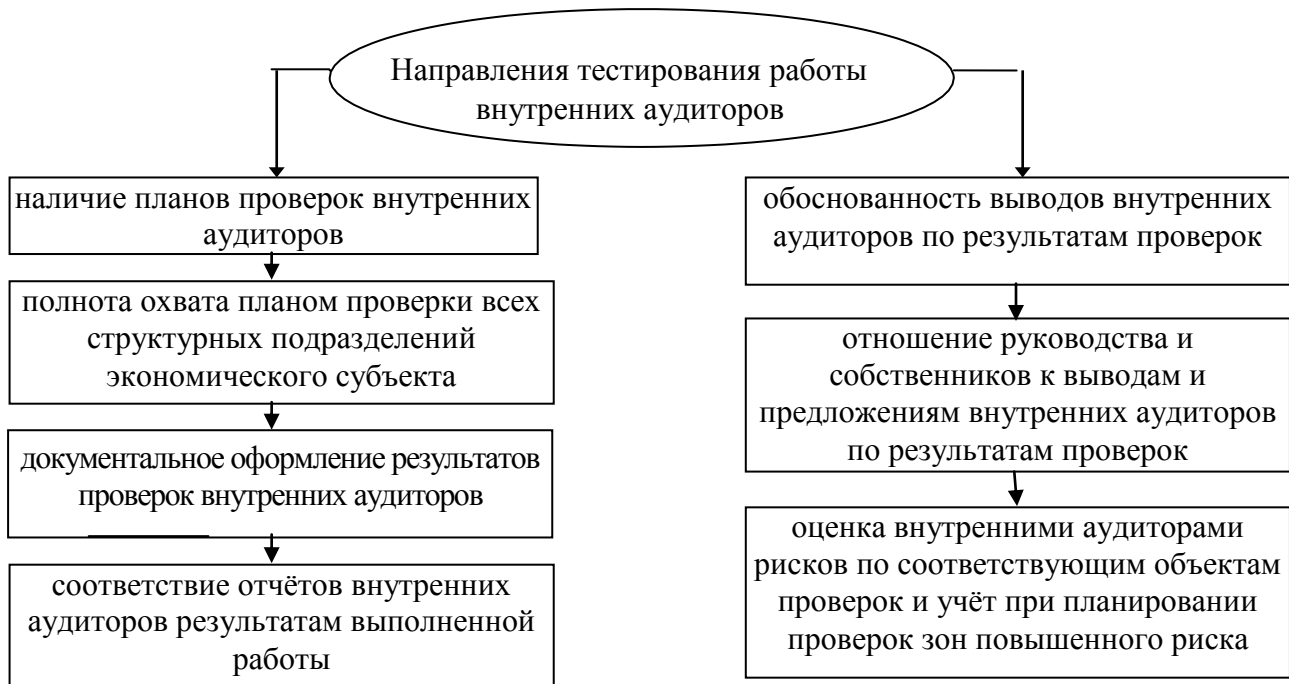 Направления тестирования работы
внутренних аудиторов
наличие планов проверок внутренних
аудиторов
полнота охвата планом проверки всех
структурных подразделений
экономического субъекта
документальное оформление результатов
проверок внутренних аудиторов
соответствие отчётов внутренних
аудиторов результатам выполненной
работы
обоснованность выводов внутренних
аудиторов по результатам проверок
отношение руководства и
собственников к выводам и
предложениям внутренних аудиторов
по результатам проверок
оценка внутренними аудиторами
рисков по соответствующим объектам
проверок и учёт при планировании
проверок зон повышенного риска